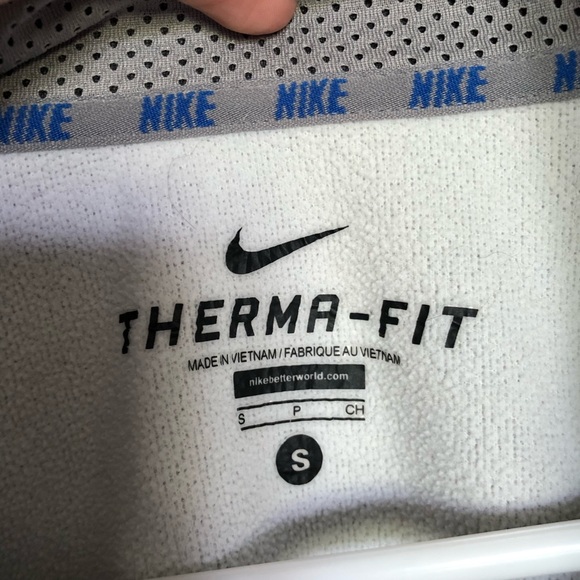 NIKE NIKE NIKE NIKE N
THERMA-FIT
MADE IN VIETNAM / FABRIQUE AU VIETNAM
nikebetterworld.com
S P CH
S